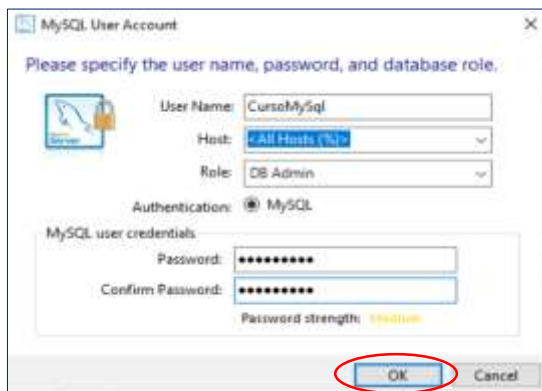 MySQL User Account
Please specify the user name, password, and database role.
User Name: CursoMySql
Server
Host: <All Hosts (%)>
Role: DB Admin
Authentication: MySQL
MySQL user credentials
Password: •••••••••
Confirm Password: •••••••••
Password strength: Medium
OK Cancel